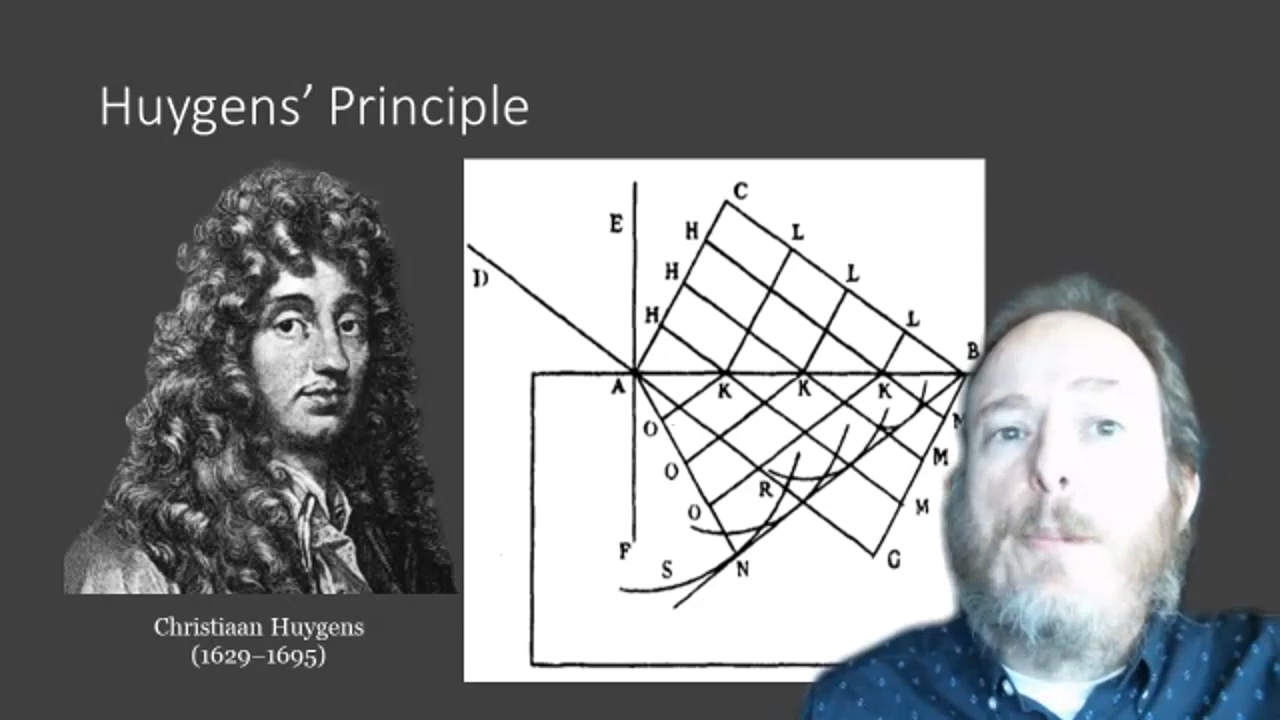 Huygens' Principle
C
E
H
L
D
H
L
H
L
B
A
K
K
K
O
M
O
R
M
O
F
S
N
G
Christiaan Huygens
(1629–1695)